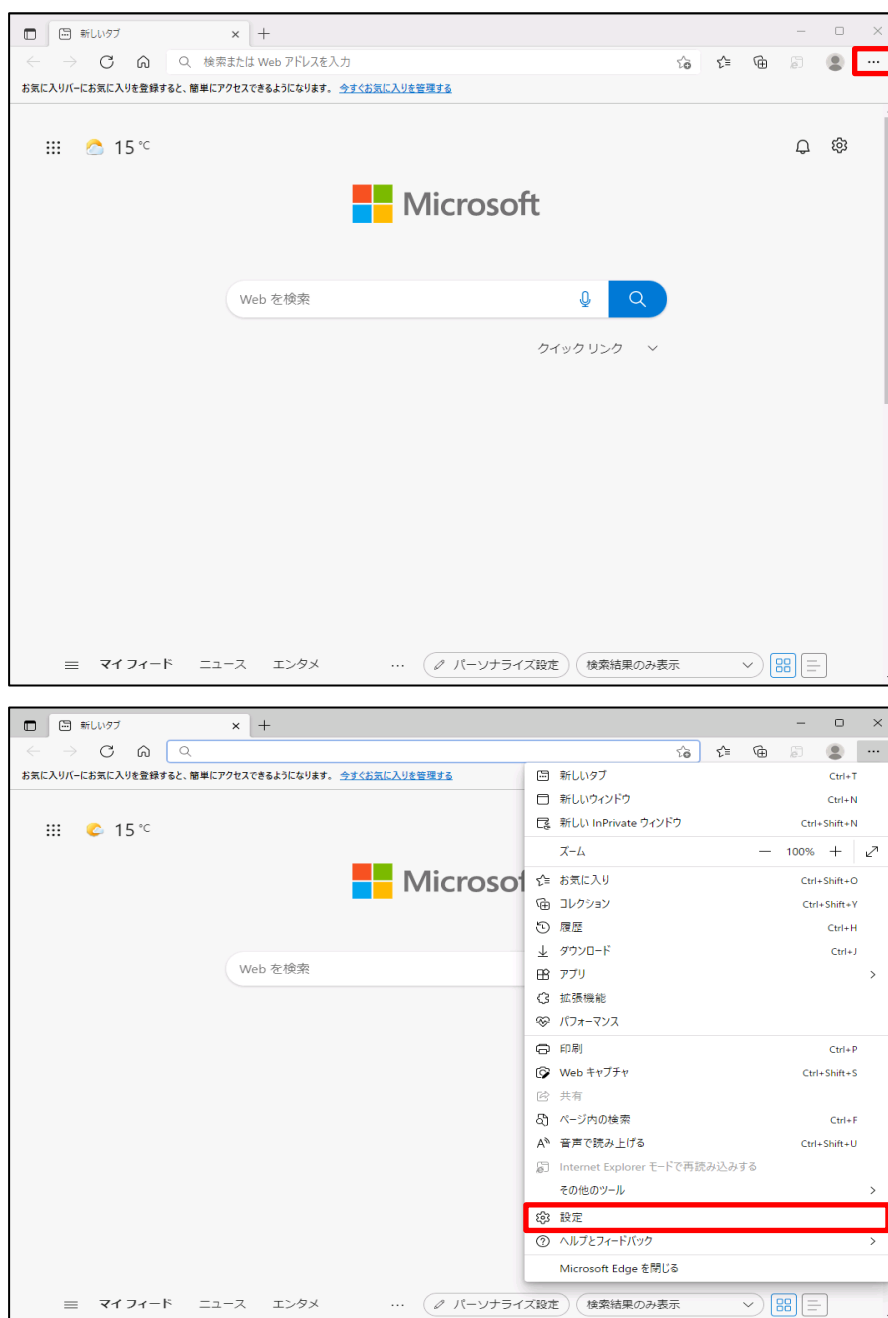 新しいタブ
検索または Web アドレスを入力
お気に入りバーにお気に入りを登録すると、簡単にアクセスできるようになります。 今すぐお気に入りを管理する
15 °C
Microsoft
Web を検索
クイック リンク
マイ フィード ニュース エンタメ ... パーソナライズ設定 検索結果のみ表示
新しいタブ
お気に入りバーにお気に入りを登録すると、簡単にアクセスできるようになります。 今すぐお気に入りを管理する
15 °C
Microsof
Web を検索
新しいタブ Ctrl+T
新しいウィンドウ Ctrl+N
新しい InPrivate ウィンドウ Ctrl+Shift+N
ズーム 100%
お気に入り Ctrl+Shift+O
コレクション Ctrl+Shift+Y
履歴 Ctrl+H
ダウンロード Ctrl+J
アプリ
拡張機能
パフォーマンス
印刷 Ctrl+P
Web キャプチャ Ctrl+Shift+S
共有
ページ内の検索 Ctrl+F
音声で読み上げる Ctrl+Shift+U
Internet Explorer モードで再読み込みする
その他のツール
設定
ヘルプとフィードバック
Microsoft Edge を閉じる
マイ フィード ニュース エンタメ ... パーソナライズ設定 検索結果のみ表示